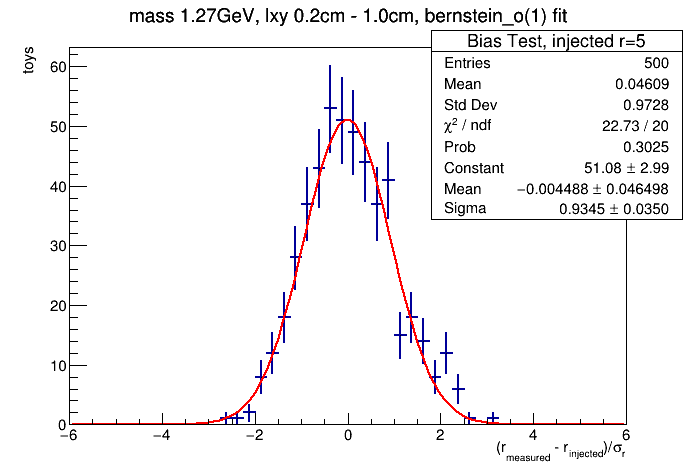 mass 1.27GeV, lxy 0.2cm - 1.0cm, bernstein_o(1) fit
toys
Bias Test, injected r=5
Entries 500
Mean 0.04609
Std Dev 0.9728
χ² / ndf 22.73 / 20
Prob 0.3025
Constant 51.08 ± 2.99
Mean −0.004488 ± 0.046498
Sigma 0.9345 ± 0.0350
60
50
40
30
20
10
0
−6 −4 −2 0 2 4 6
(r_measured - r_injected)/σ_r